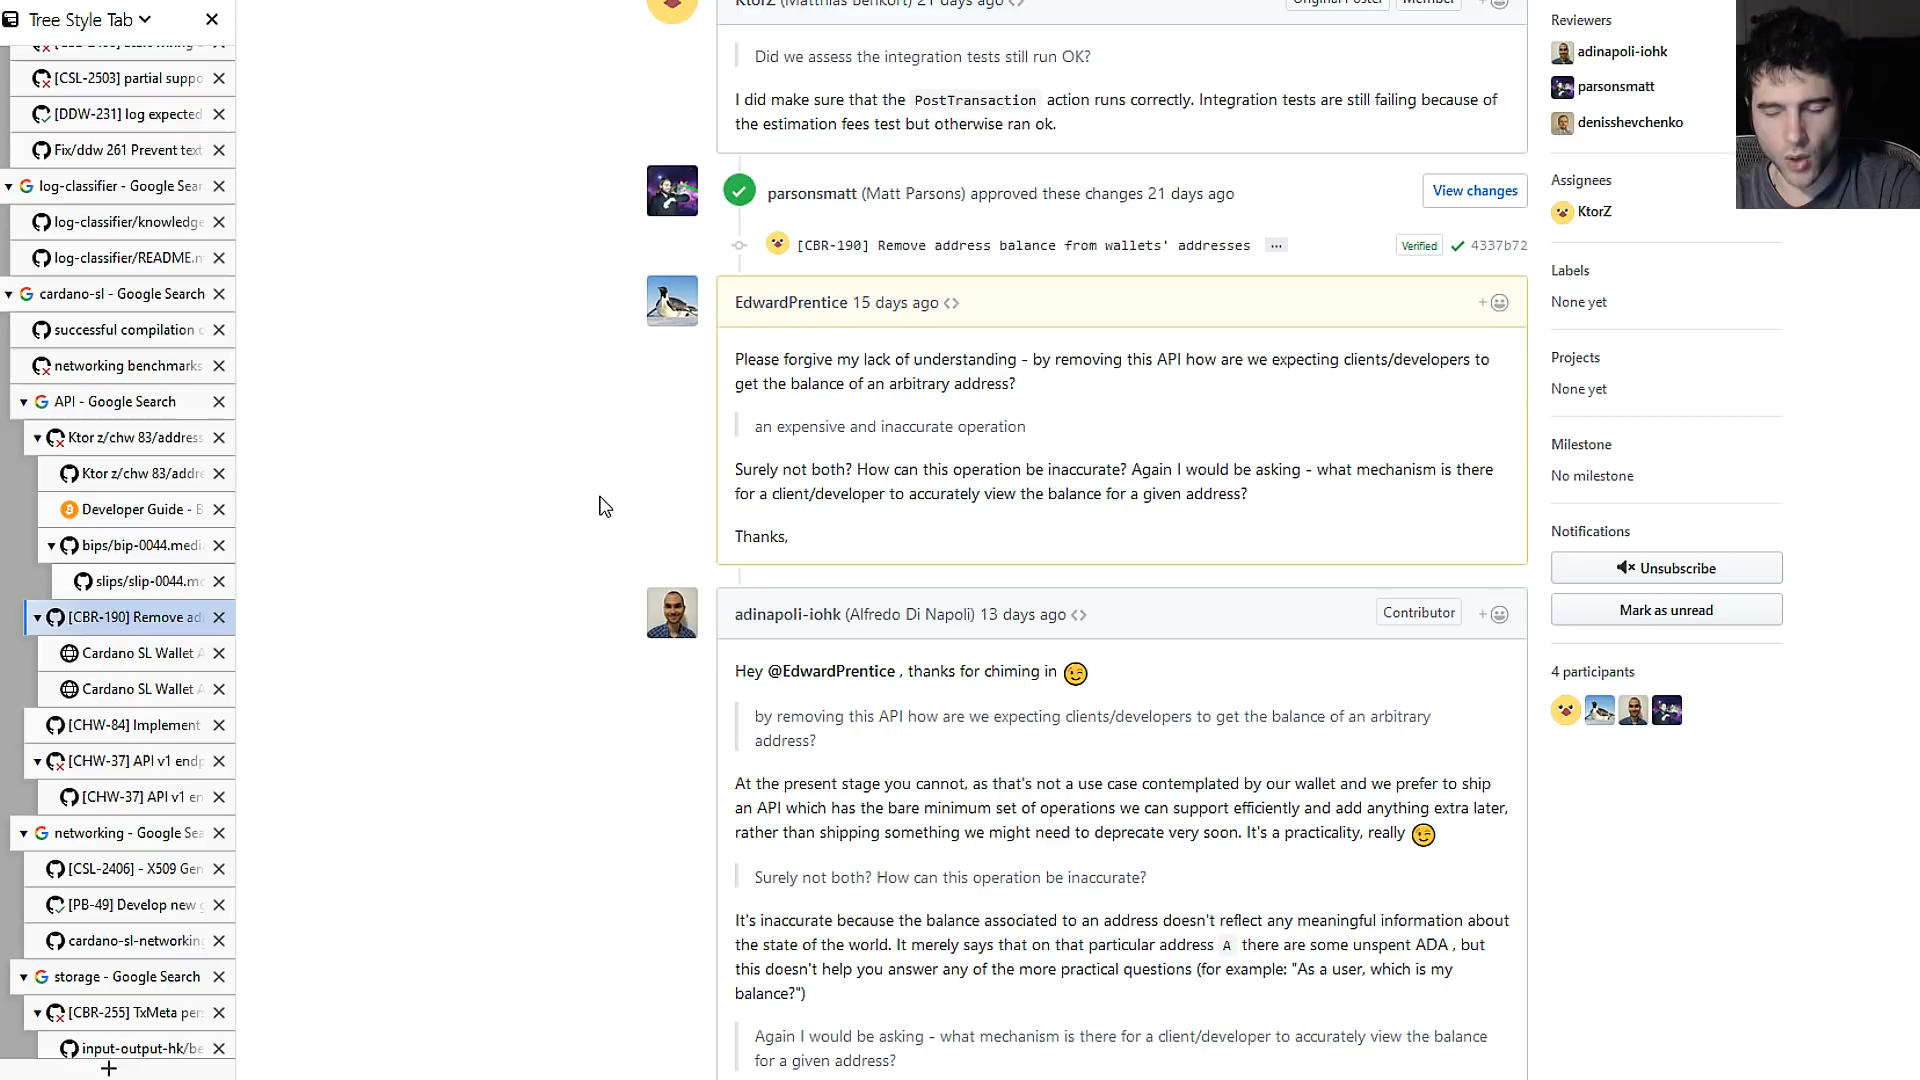 Tree Style Tab
[CSL-2503] partial suppo
[DDW-231] log expected
Fix/ddw 261 Prevent text
log-classifier - Google Sear
log-classifier/knowledge
log-classifier/README.m
cardano-sl - Google Search
successful compilation o
networking benchmarks
API - Google Search
Ktor z/chw 83/address
Ktor z/chw 83/addre
Developer Guide - B
bips/bip-0044.medi
slips/slip-0044.m
[CBR-190] Remove ad
Cardano SL Wallet A
Cardano SL Wallet A
[CHW-84] Implement
[CHW-37] API v1 endp
[CHW-37] API v1 en
networking - Google Sea
[CSL-2406] - X509 Gen
[PB-49] Develop new g
cardano-sl-networkin
storage - Google Search
[CBR-255] TxMeta per
input-output-hk/be
KtorZ (Matthias Benkort) 21 days ago
Original Poster
Member
Did we assess the integration tests still run OK?
I did make sure that the PostTransaction action runs correctly. Integration tests are still failing because of
the estimation fees test but otherwise ran ok.
parsonsmatt (Matt Parsons) approved these changes 21 days ago
View changes
[CBR-190] Remove address balance from wallets' addresses ...
Verified 4337b72
EdwardPrentice 15 days ago
Please forgive my lack of understanding - by removing this API how are we expecting clients/developers to
get the balance of an arbitrary address?
an expensive and inaccurate operation
Surely not both? How can this operation be inaccurate? Again I would be asking - what mechanism is there
for a client/developer to accurately view the balance for a given address?
Thanks,
adinapoli-iohk (Alfredo Di Napoli) 13 days ago
Contributor
Hey @EdwardPrentice , thanks for chiming in 😉
by removing this API how are we expecting clients/developers to get the balance of an arbitrary
address?
At the present stage you cannot, as that's not a use case contemplated by our wallet and we prefer to ship
an API which has the bare minimum set of operations we can support efficiently and add anything extra later,
rather than shipping something we might need to deprecate very soon. It's a practicality, really 😉
Surely not both? How can this operation be inaccurate?
It's inaccurate because the balance associated to an address doesn't reflect any meaningful information about
the state of the world. It merely says that on that particular address A there are some unspent ADA , but
this doesn't help you answer any of the more practical questions (for example: "As a user, which is my
balance?")
Again I would be asking - what mechanism is there for a client/developer to accurately view the balance
for a given address?
Reviewers
adinapoli-iohk
parsonsmatt
denisshevchenko
Assignees
KtorZ
Labels
None yet
Projects
None yet
Milestone
No milestone
Notifications
Unsubscribe
Mark as unread
4 participants